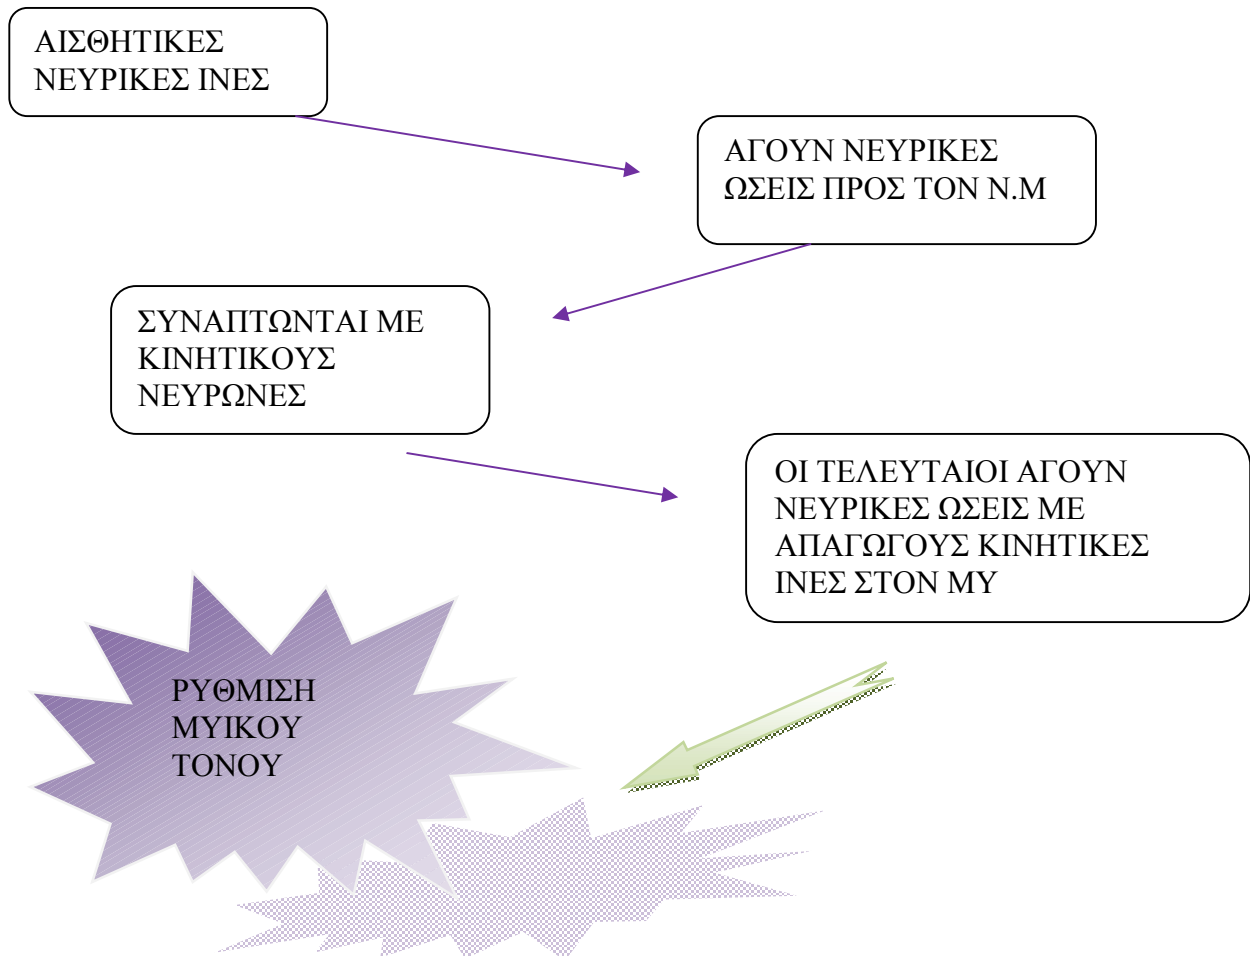 ΑΙΣΘΗΤΙΚΕΣ
ΝΕΥΡΙΚΕΣ ΙΝΕΣ
ΑΓΟΥΝ ΝΕΥΡΙΚΕΣ
ΩΣΕΙΣ ΠΡΟΣ ΤΟΝ Ν.Μ
ΣΥΝΑΠΤΩΝΤΑΙ ΜΕ
ΚΙΝΗΤΙΚΟΥΣ
ΝΕΥΡΩΝΕΣ
ΟΙ ΤΕΛΕΥΤΑΙΟΙ ΑΓΟΥΝ
ΝΕΥΡΙΚΕΣ ΩΣΕΙΣ ΜΕ
ΑΠΑΓΩΓΟΥΣ ΚΙΝΗΤΙΚΕΣ
ΙΝΕΣ ΣΤΟΝ ΜΥ
ΡΥΘΜΙΣΗ
ΜΥΙΚΟΥ
ΤΟΝΟΥ